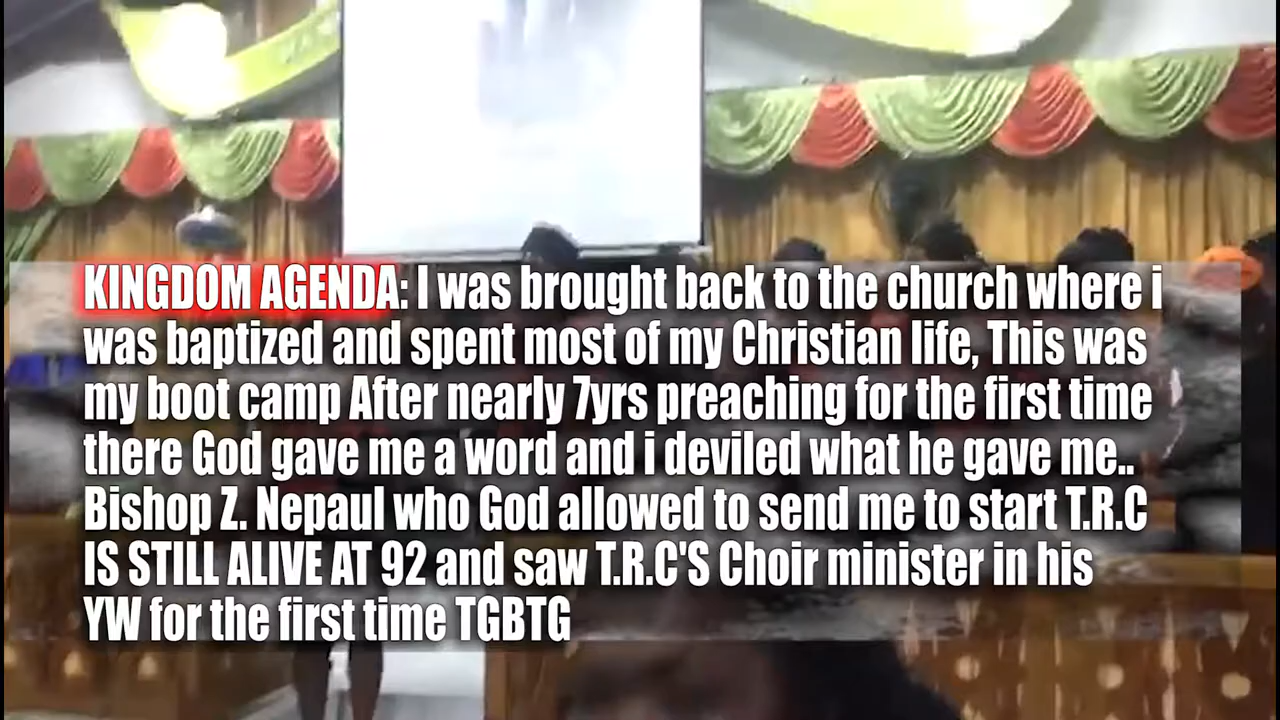 KINGDOM AGENDA: I was brought back to the church where i
was baptized and spent most of my Christian life, This was
my boot camp After nearly 7yrs preaching for the first time
there God gave me a word and i deviled what he gave me..
Bishop Z. Nepaul who God allowed to send me to start T.R.C
IS STILL ALIVE AT 92 and saw T.R.C'S Choir minister in his
YW for the first time TGBTG